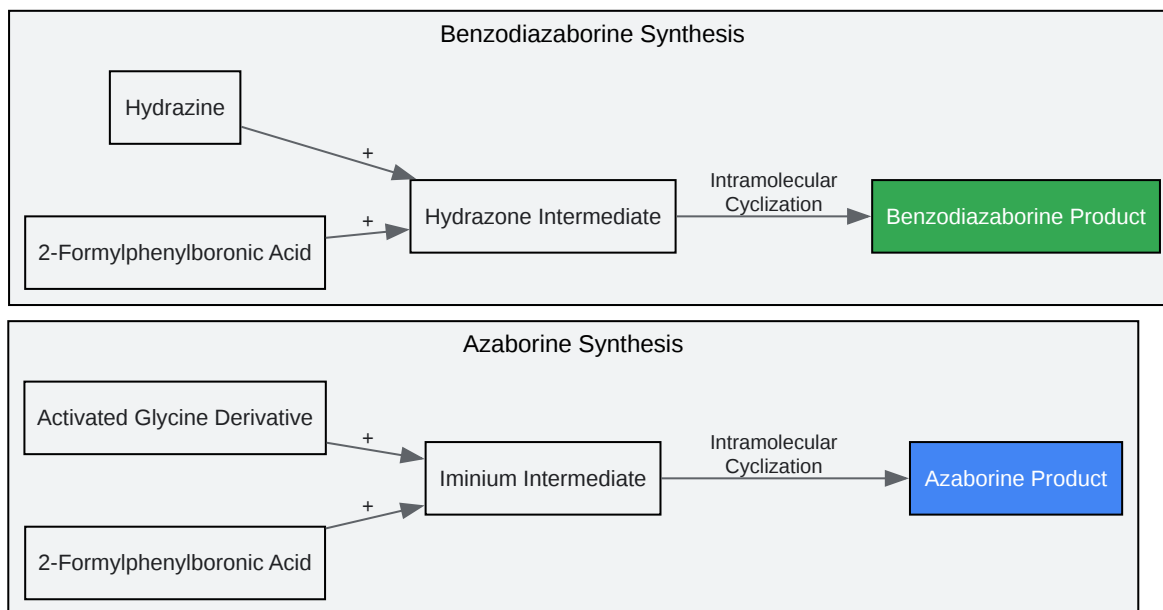 Benzodiazaborine Synthesis
Hydrazine
+
2-Formylphenylboronic Acid
+
Hydrazone Intermediate
Intramolecular
Cyclization
Benzodiazaborine Product
Azaborine Synthesis
Activated Glycine Derivative
+
2-Formylphenylboronic Acid
+
Iminium Intermediate
Intramolecular
Cyclization
Azaborine Product